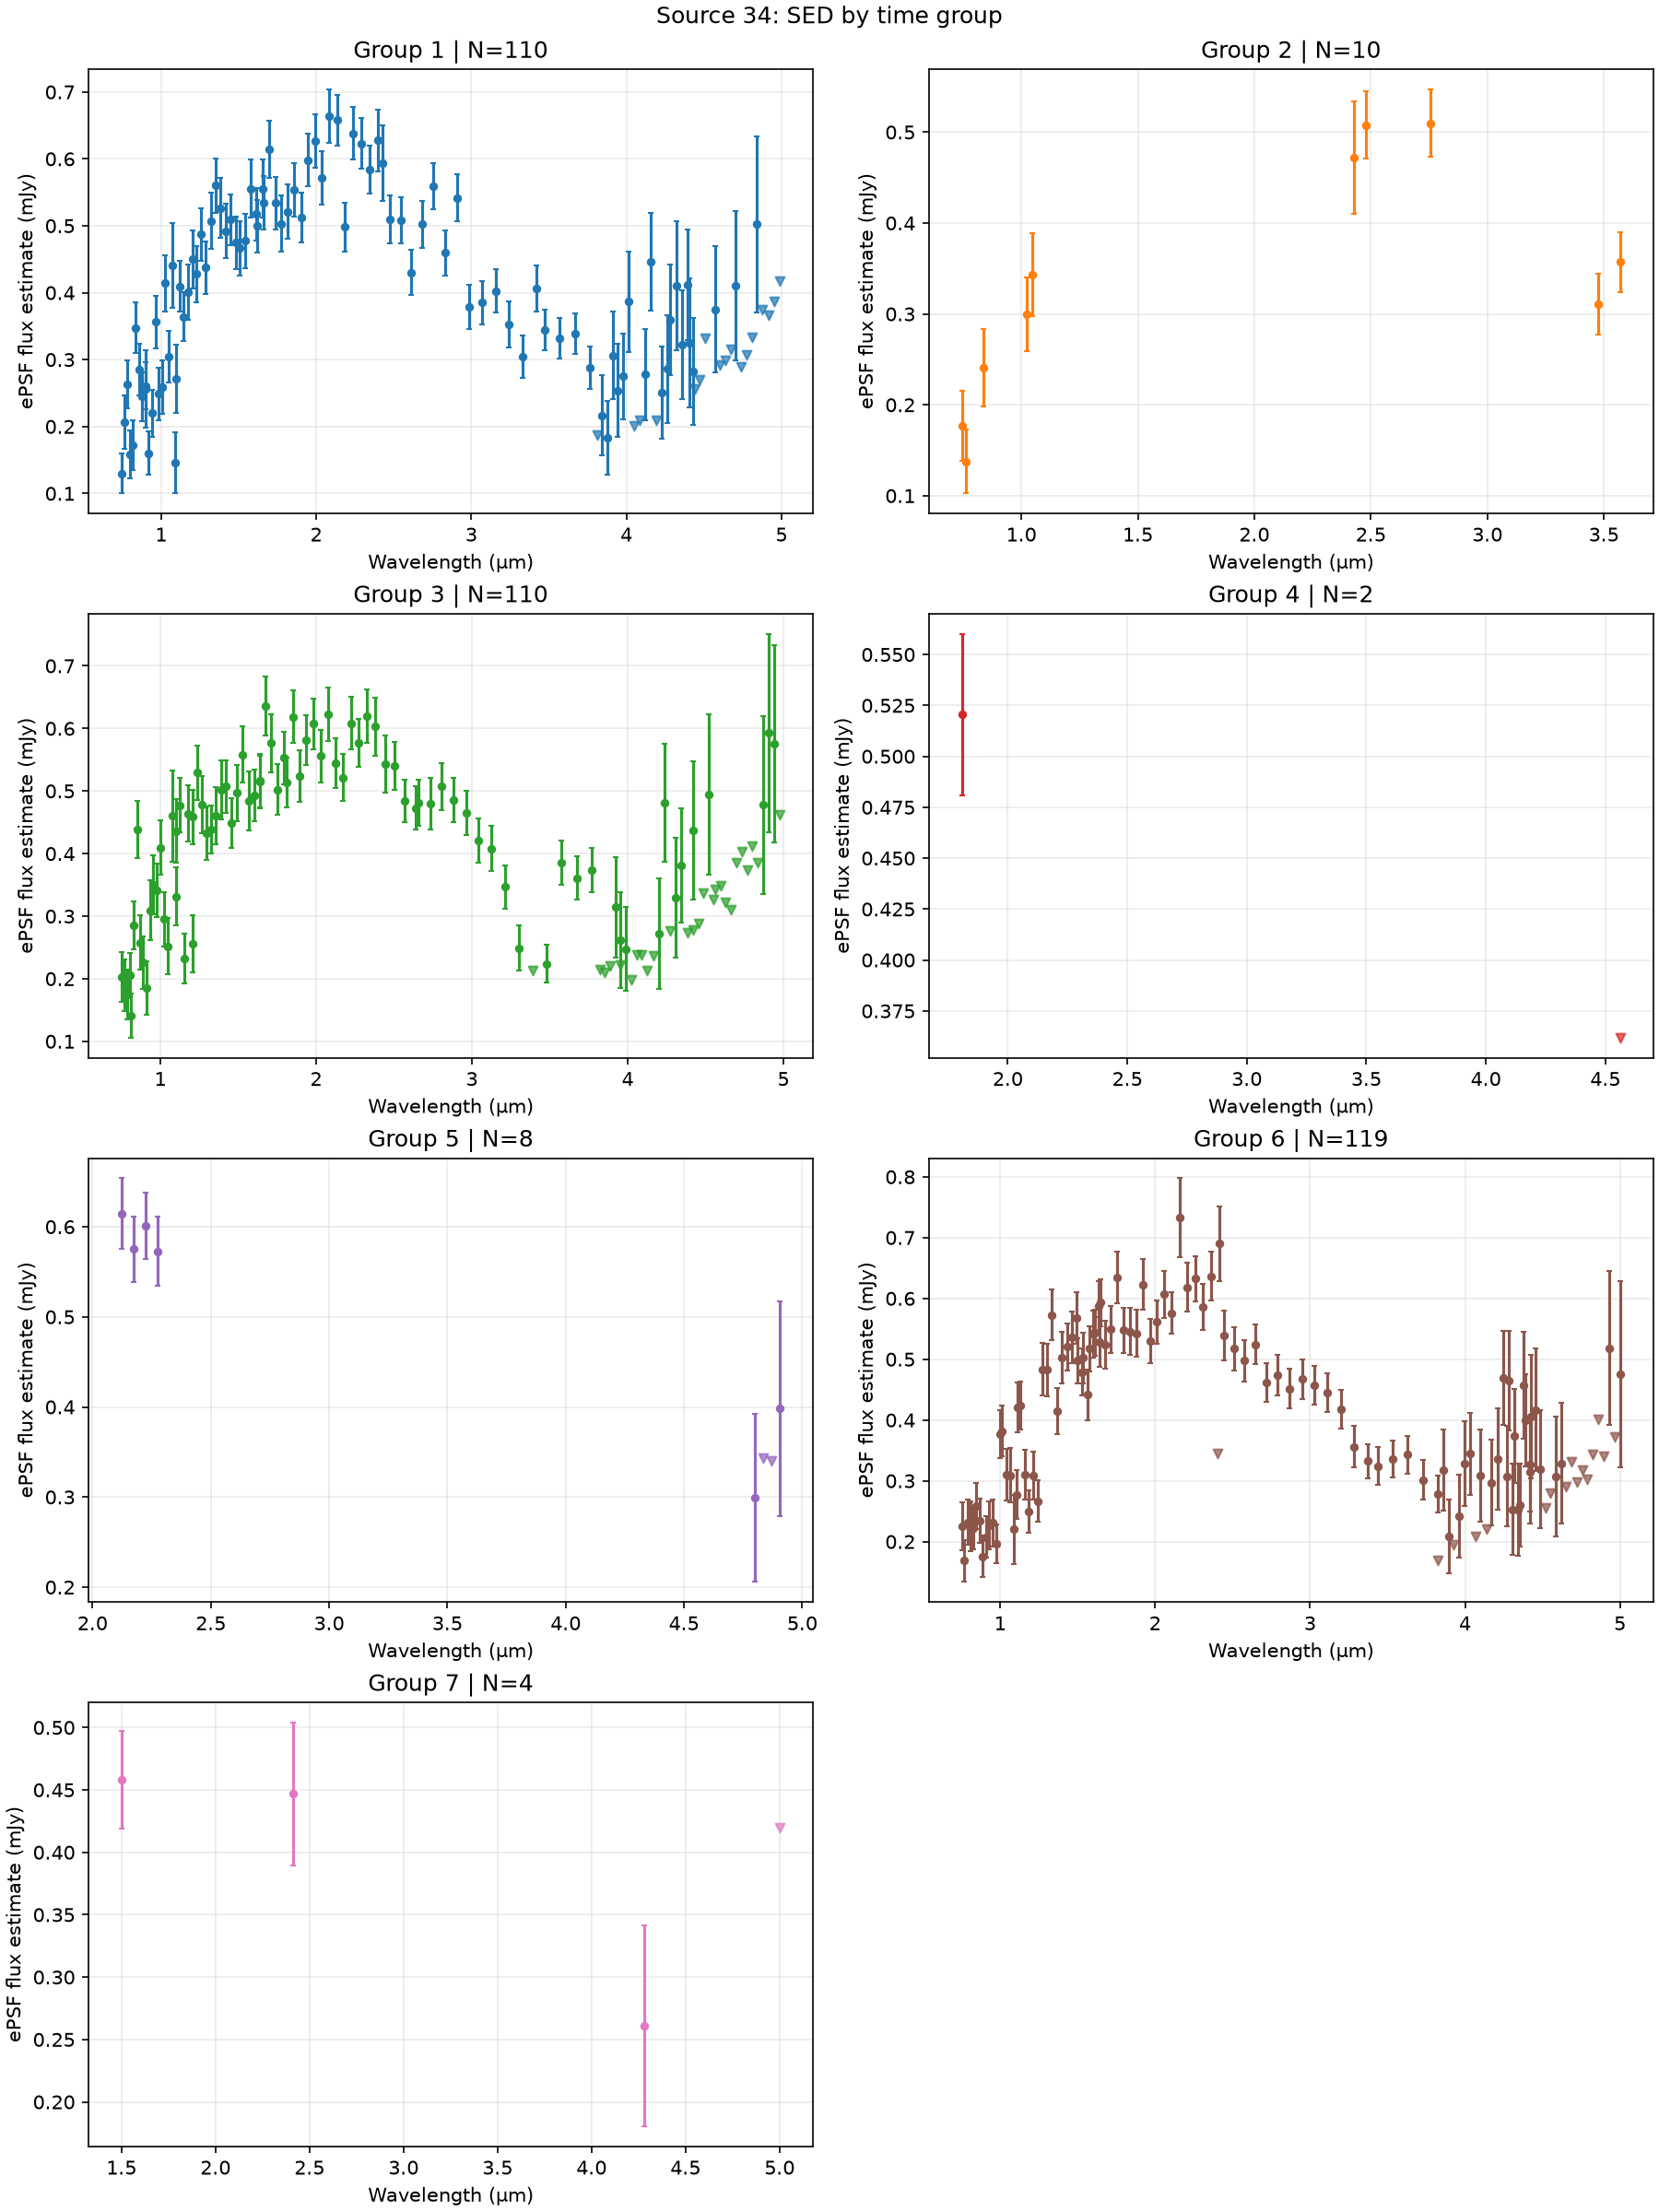 Source 34: SED by time group
Group 1 | N=110
ePSF flux estimate (mJy)
0.7
0.6
0.5
0.4
0.3
0.2
0.1
1 2 3 4 5
Wavelength (μm)
Group 2 | N=10
ePSF flux estimate (mJy)
0.5
0.4
0.3
0.2
0.1
1.0 1.5 2.0 2.5 3.0 3.5
Wavelength (μm)
Group 3 | N=110
ePSF flux estimate (mJy)
0.7
0.6
0.5
0.4
0.3
0.2
0.1
1 2 3 4 5
Wavelength (μm)
Group 4 | N=2
ePSF flux estimate (mJy)
0.550
0.525
0.500
0.475
0.450
0.425
0.400
0.375
2.0 2.5 3.0 3.5 4.0 4.5
Wavelength (μm)
Group 5 | N=8
ePSF flux estimate (mJy)
0.6
0.5
0.4
0.3
0.2
2.0 2.5 3.0 3.5 4.0 4.5 5.0
Wavelength (μm)
Group 6 | N=119
ePSF flux estimate (mJy)
0.8
0.7
0.6
0.5
0.4
0.3
0.2
1 2 3 4 5
Wavelength (μm)
Group 7 | N=4
ePSF flux estimate (mJy)
0.50
0.45
0.40
0.35
0.30
0.25
0.20
1.5 2.0 2.5 3.0 3.5 4.0 4.5 5.0
Wavelength (μm)